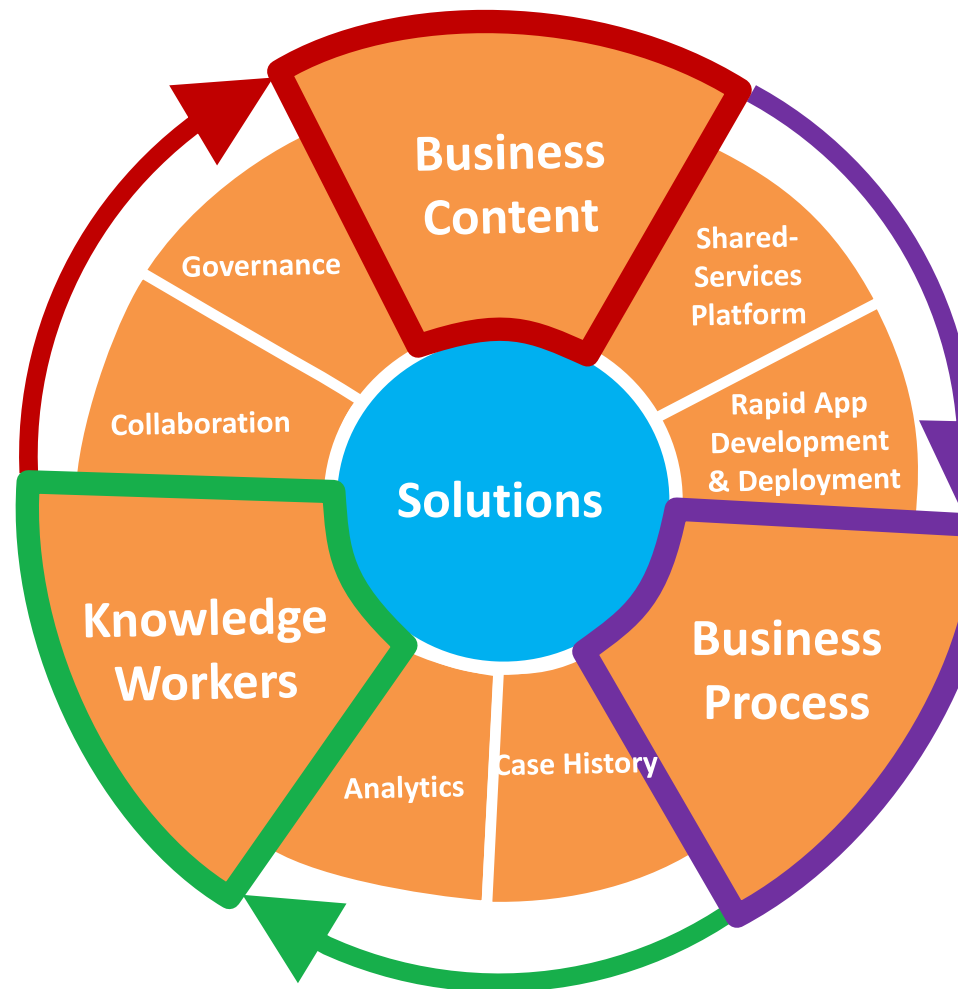 Business
Content
Shared-
Services
Platform
Governance
Rapid App
Development
& Deployment
Collaboration
Solutions
Knowledge
Workers
Business
Process
Case History
Analytics